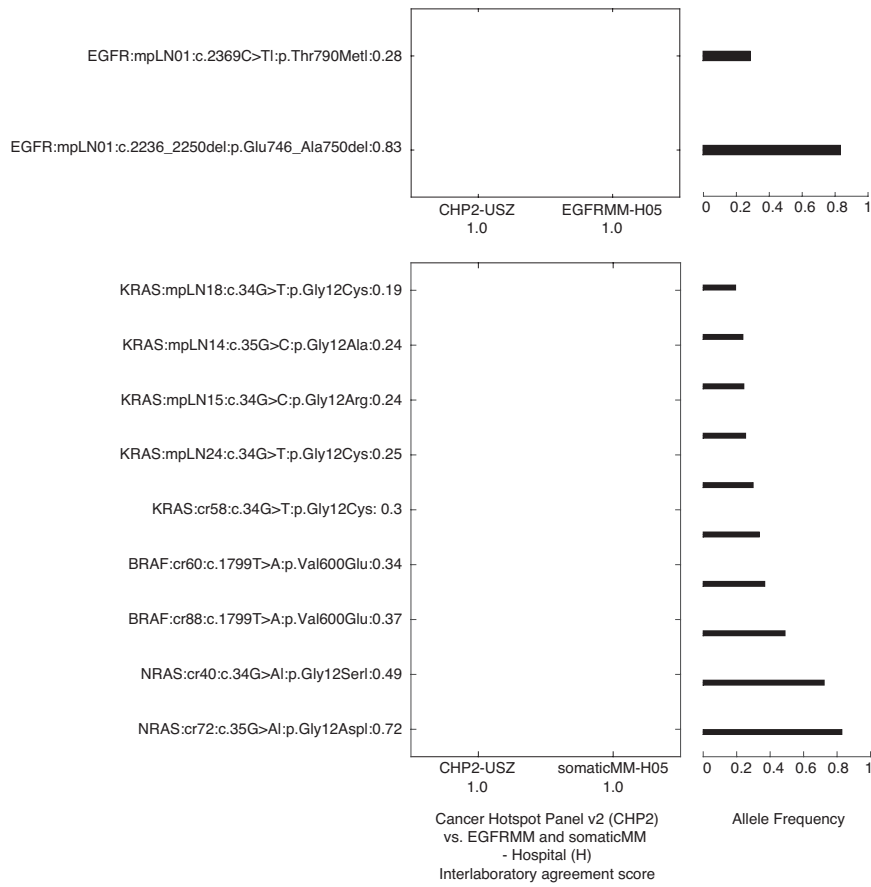 EGFR:mpLN01:c.2369C>Tl:p.Thr790Metl:0.28
EGFR:mpLN01:c.2236_2250del:p.Glu746_Ala750del:0.83
CHP2-USZ EGFRMM-H05
1.0 1.0
0 0.2 0.4 0.6 0.8 1
KRAS:mpLN18:c.34G>T:p.Gly12Cys:0.19
KRAS:mpLN14:c.35G>C:p.Gly12Ala:0.24
KRAS:mpLN15:c.34G>C:p.Gly12Arg:0.24
KRAS:mpLN24:c.34G>T:p.Gly12Cys:0.25
KRAS:cr58:c.34G>T:p.Gly12Cys: 0.3
BRAF:cr60:c.1799T>A:p.Val600Glu:0.34
BRAF:cr88:c.1799T>A:p.Val600Glu:0.37
NRAS:cr40:c.34G>Al:p.Gly12Serl:0.49
NRAS:cr72:c.35G>Al:p.Gly12Aspl:0.72
CHP2-USZ somaticMM-H05
1.0 1.0
0 0.2 0.4 0.6 0.8 1
Cancer Hotspot Panel v2 (CHP2)
vs. EGFRMM and somaticMM
- Hospital (H)
Interlaboratory agreement score
Allele Frequency